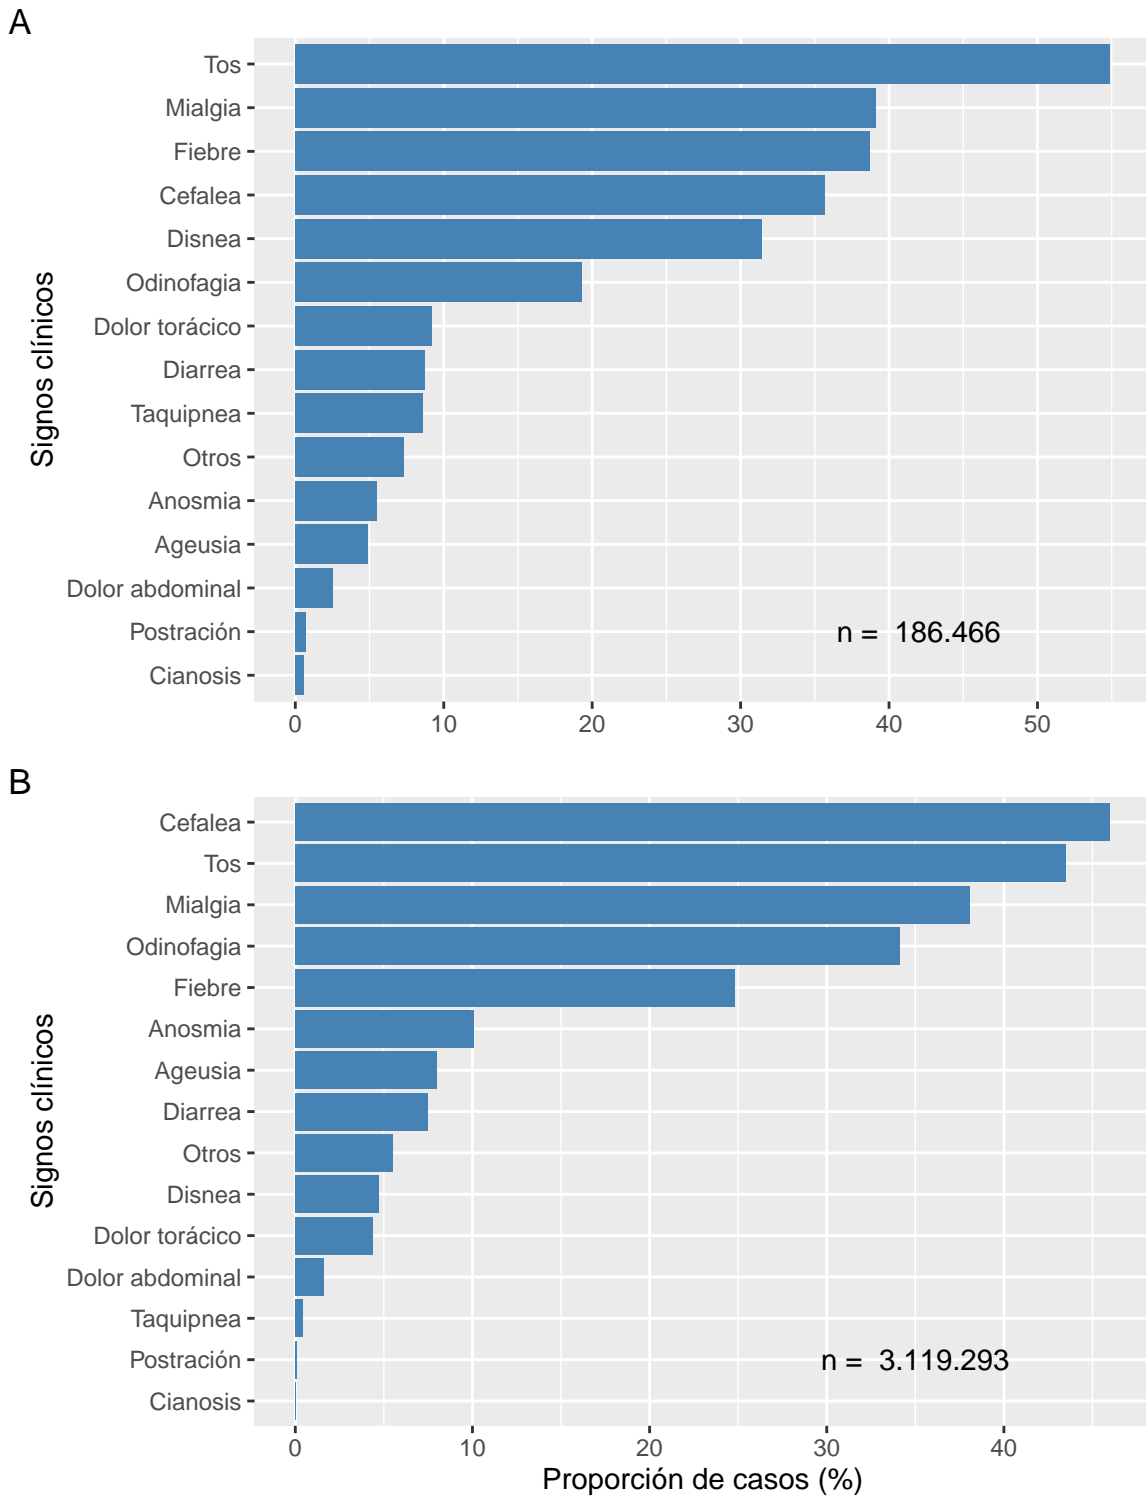 A
Tos
Mialgia
Fiebre
Cefalea
Disnea
Odinofagia
Dolor torácico
Diarrea
Taquipnea
Otros
Anosmia
Ageusia
Dolor abdominal
Postración
Cianosis
Signos clínicos
n = 186.466
0 10 20 30 40 50
B
Cefalea
Tos
Mialgia
Odinofagia
Fiebre
Anosmia
Ageusia
Diarrea
Otros
Disnea
Dolor torácico
Dolor abdominal
Taquipnea
Postración
Cianosis
Signos clínicos
n = 3.119.293
0 10 20 30 40
Proporción de casos (%)